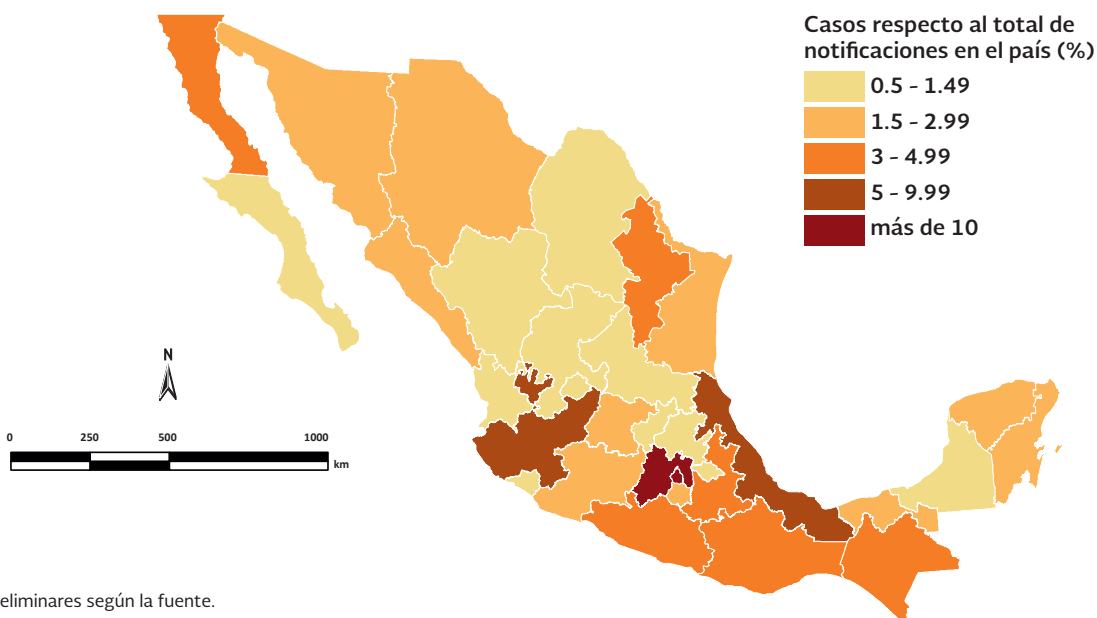 Casos respecto al total de
notificaciones en el país (%)
0.5 - 1.49
1.5 - 2.99
3 - 4.99
5 - 9.99
más de 10
N
0 250 500 1000
km
eliminares según la fuente.